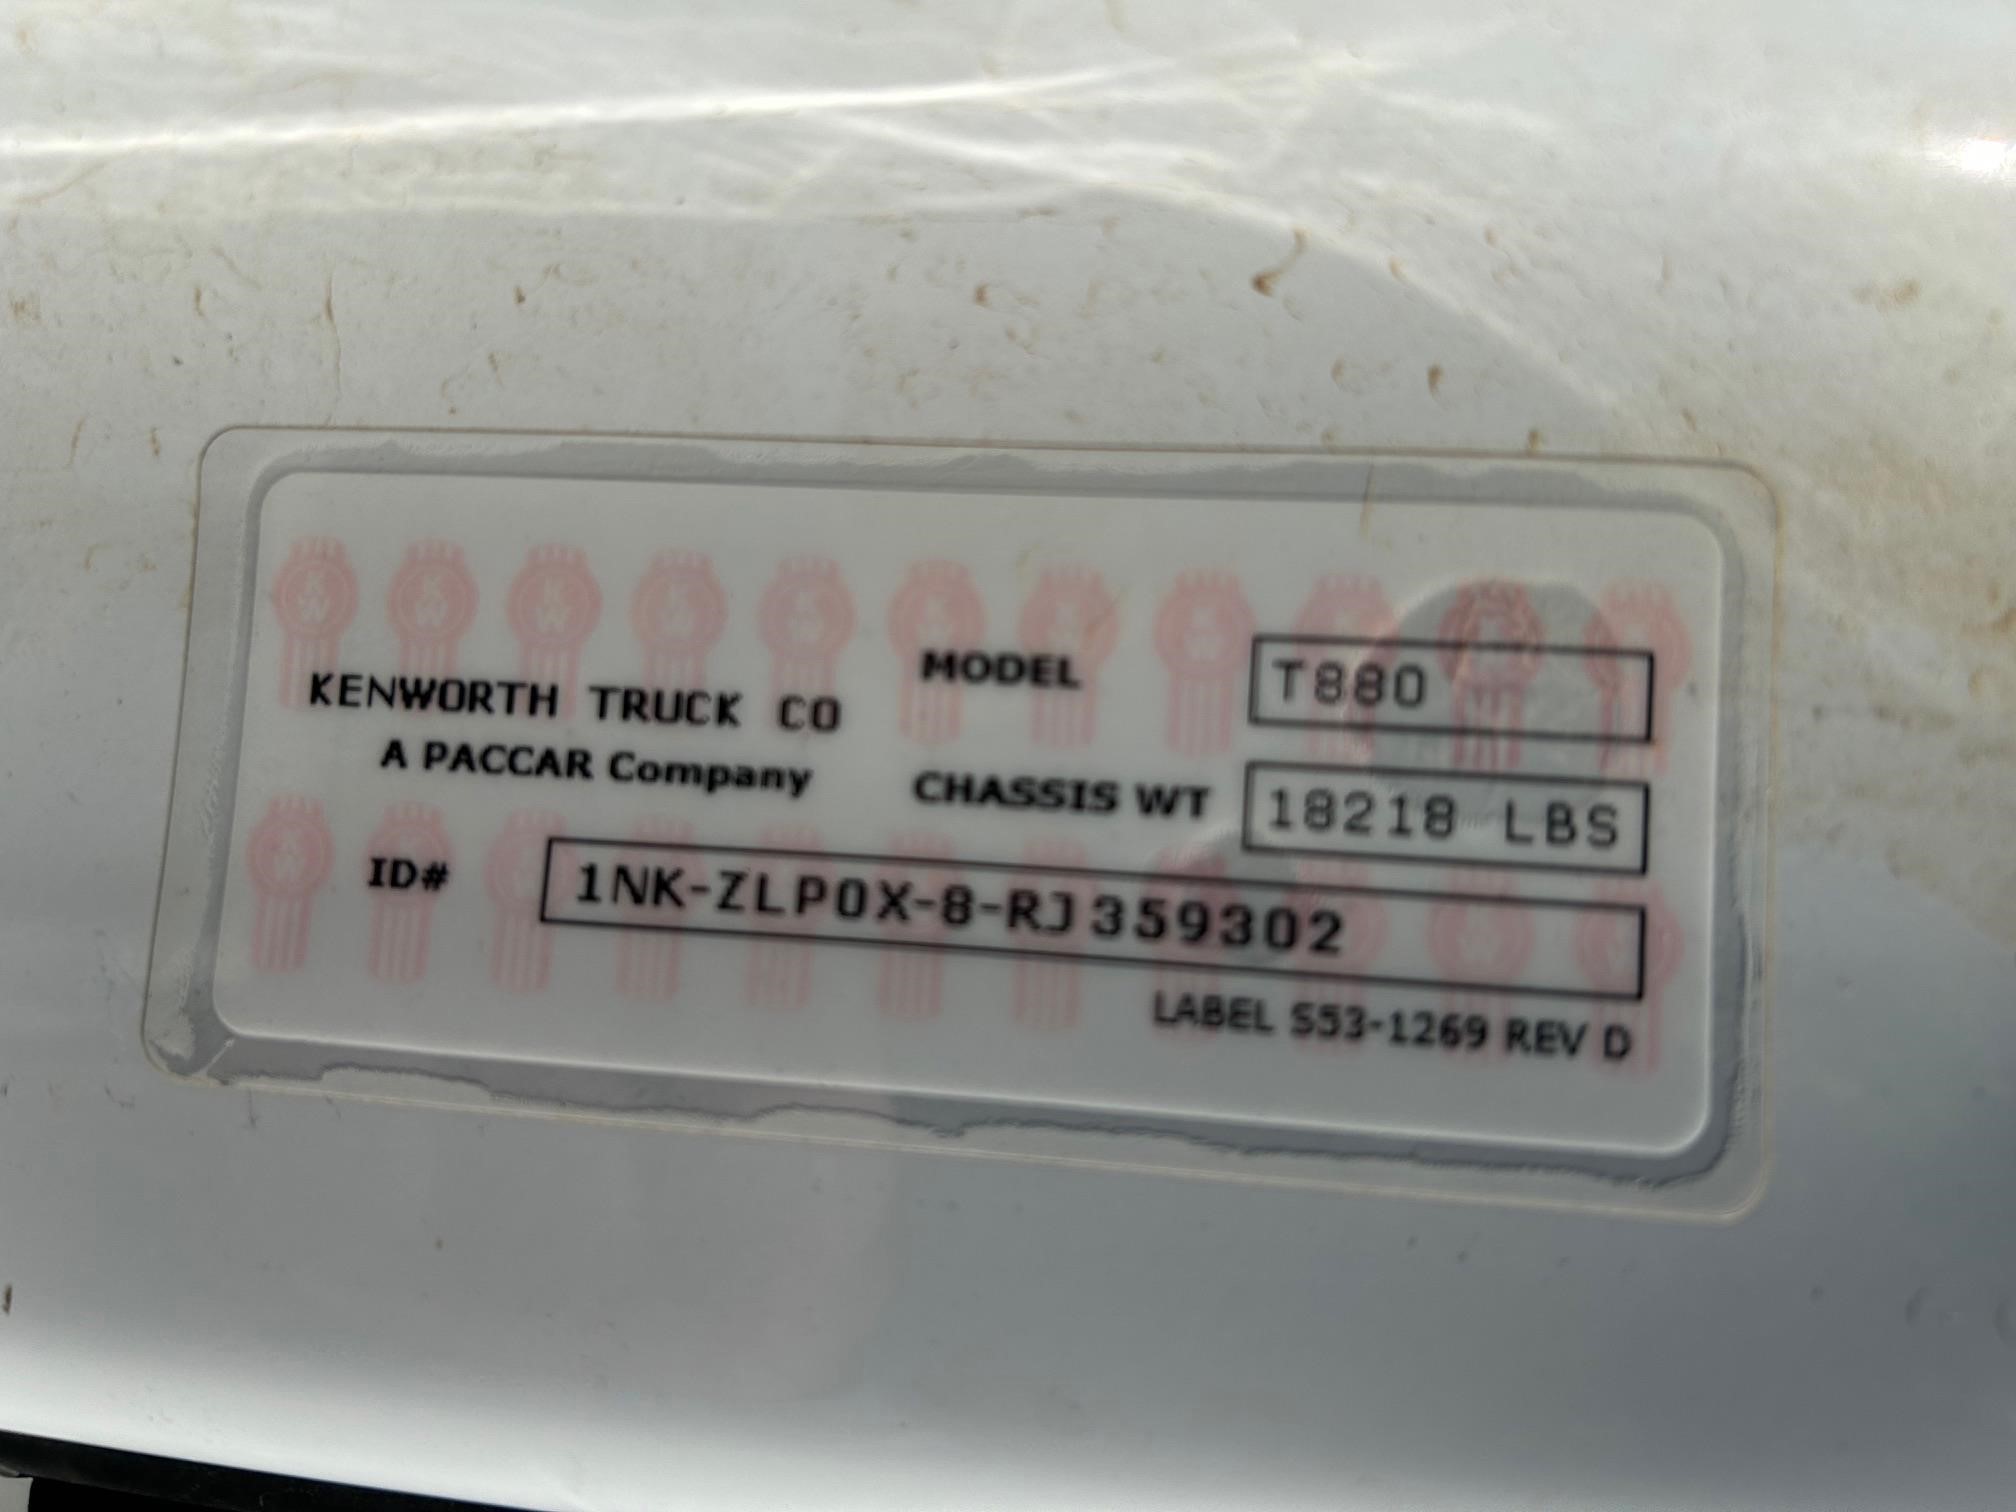 KENWORTH TRUCK CO
A PACCAR Company
MODEL T880
CHASSIS WT 18218 LBS
ID# 1NK-ZLP0X-8-RJ359302
LABEL S53-1269 REV D